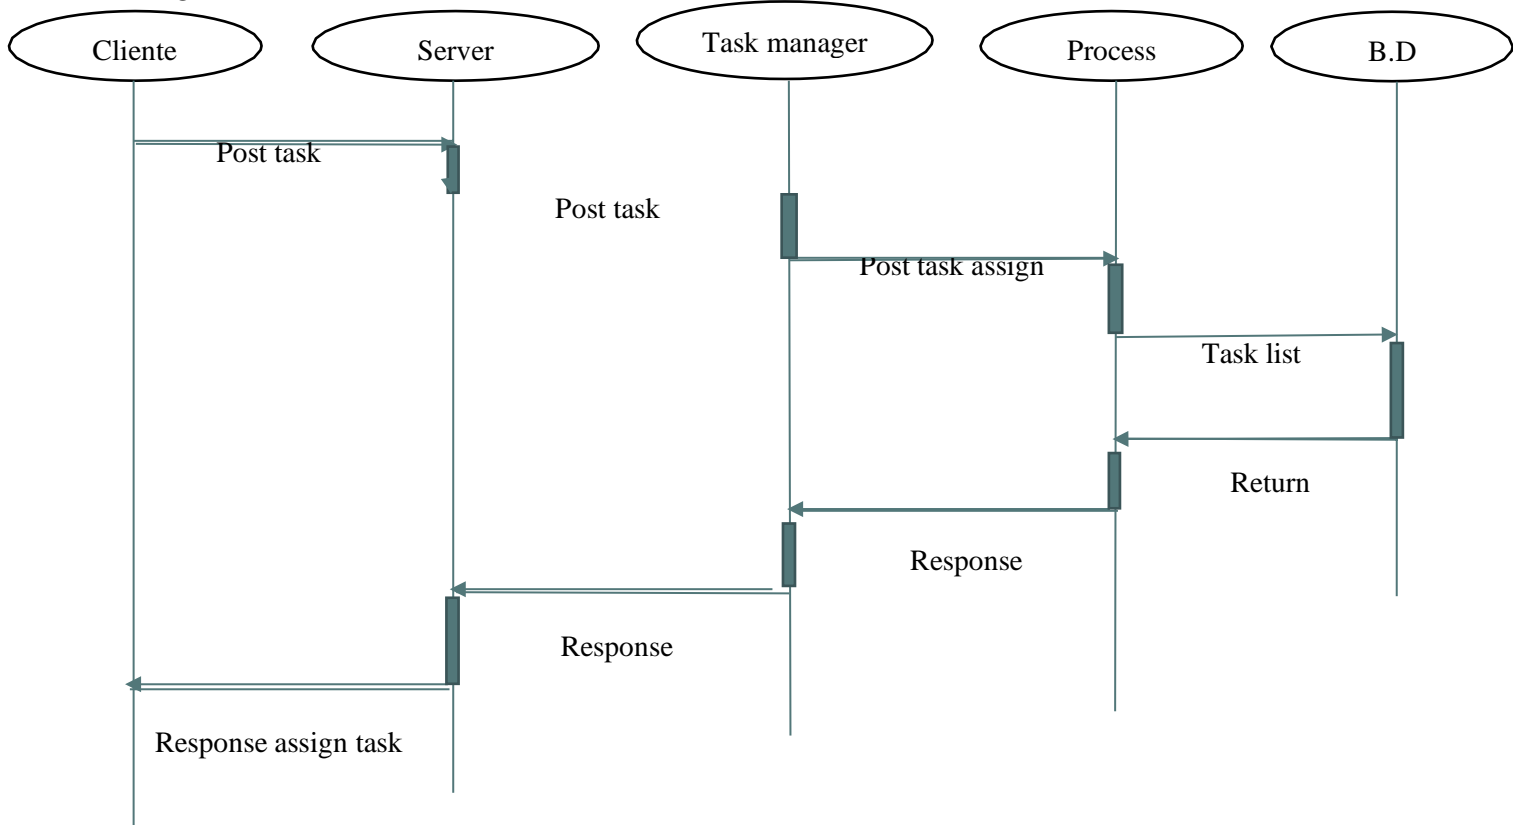 Cliente
Server
Task manager
Process
B.D
Post task
Post task
Post task assign
Task list
Return
Response
Response
Response assign task